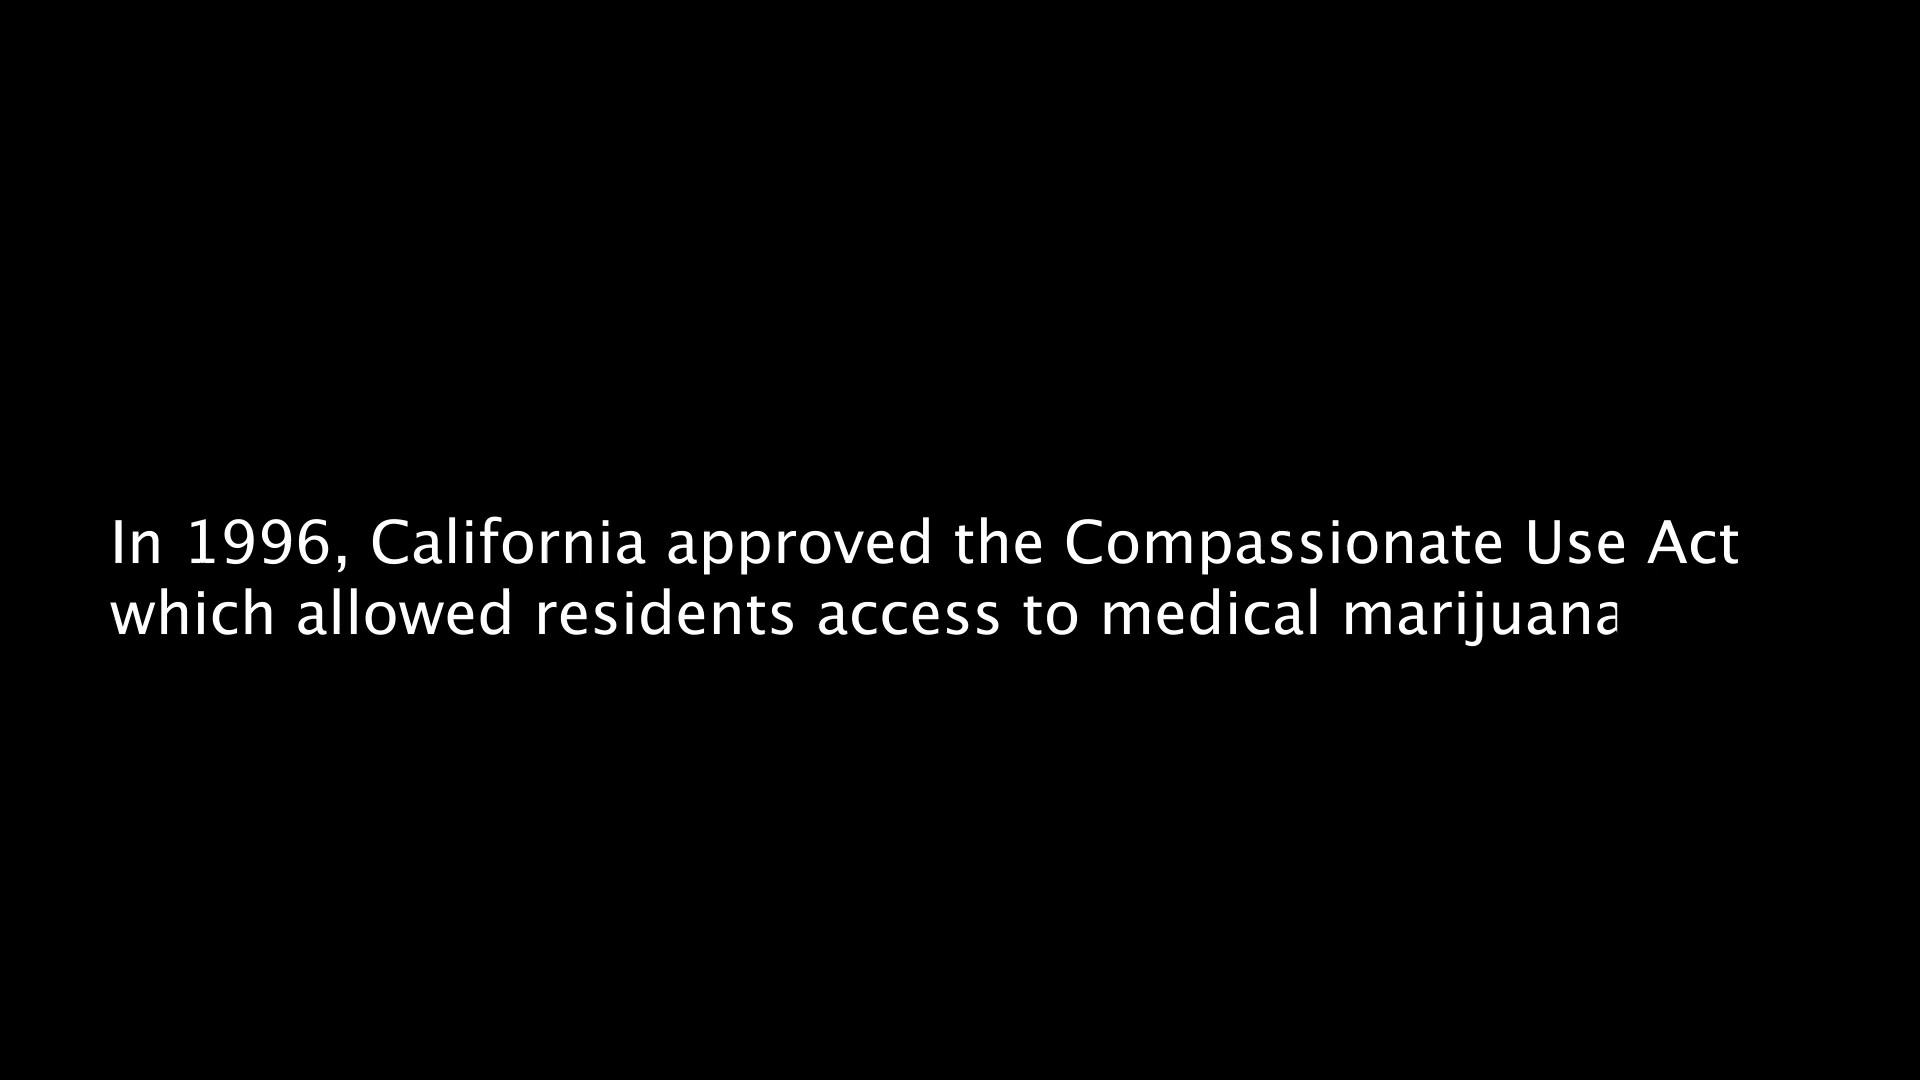 In 1996, California approved the Compassionate Use Act
which allowed residents access to medical marijuana